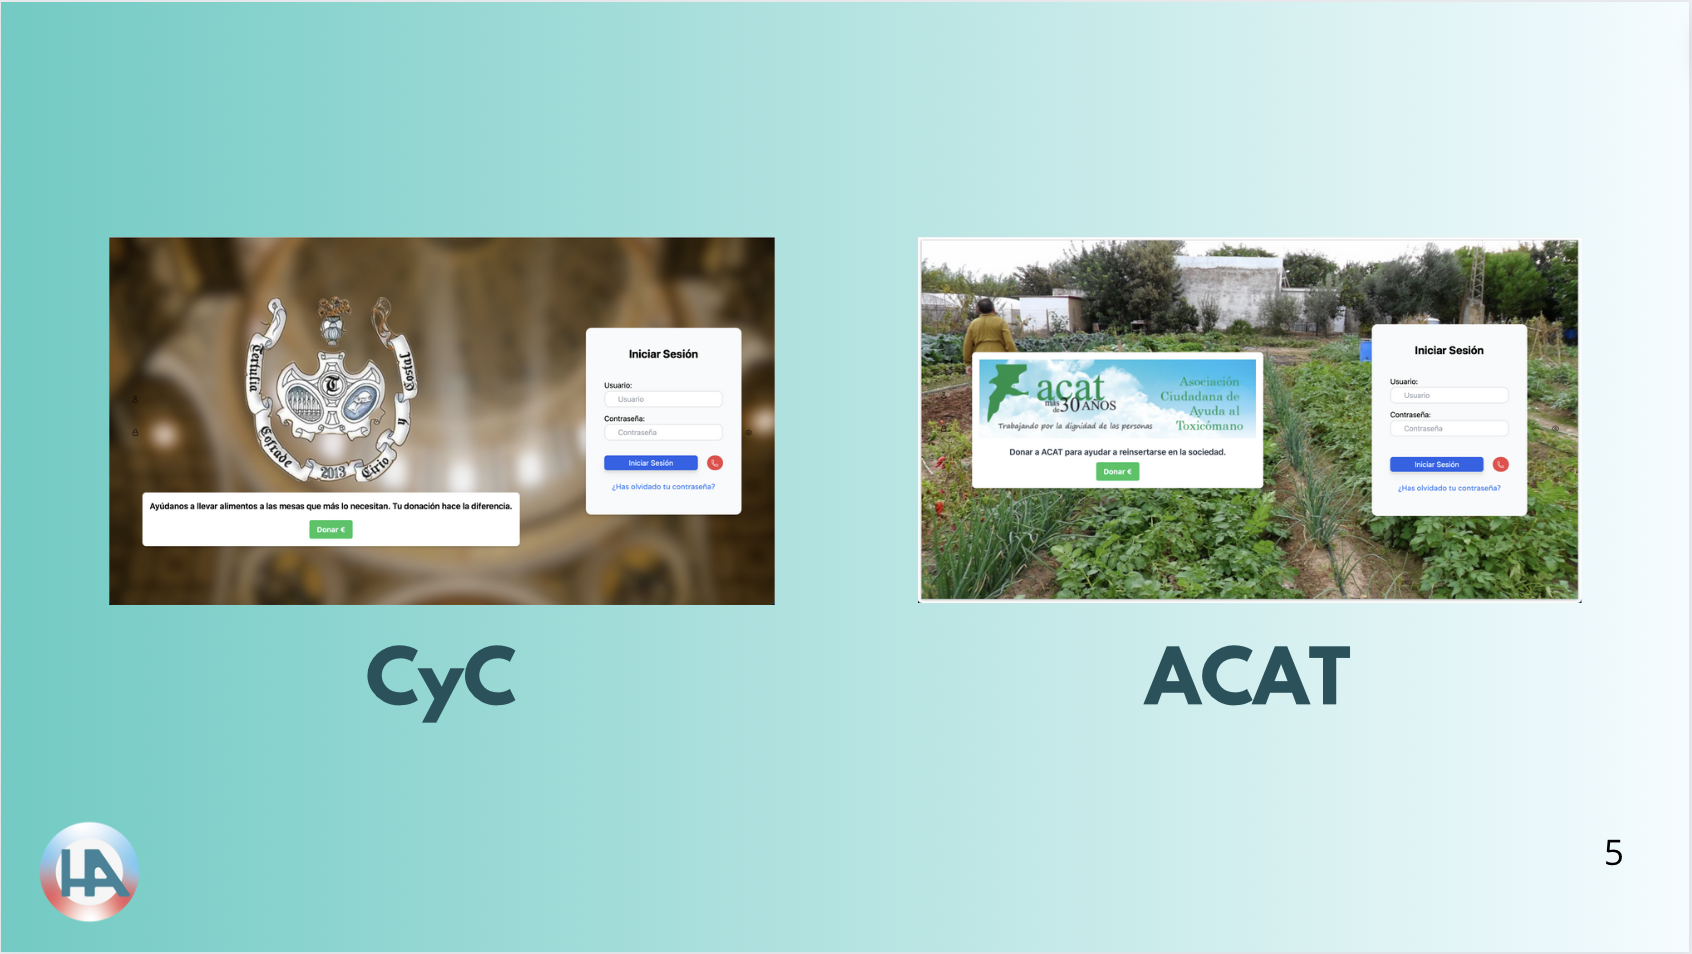 Tertulia Cofrade Cirio y Costal
T
2013
Iniciar Sesión
Usuario:
Usuario
Contraseña:
Contraseña
Iniciar Sesión
¿Has olvidado tu contraseña?
Ayúdanos a llevar alimentos a las mesas que más lo necesitan. Tu donación hace la diferencia.
Donar €
acat
más de 30 AÑOS
Asociación
Ciudadana de
Ayuda al
Toxicómano
Trabajando por la dignidad de las personas
Donar a ACAT para ayudar a reinsertarse en la sociedad.
Donar €
Iniciar Sesión
Usuario:
Usuario
Contraseña:
Contraseña
Iniciar Sesión
¿Has olvidado tu contraseña?
CyC
ACAT
HA
5